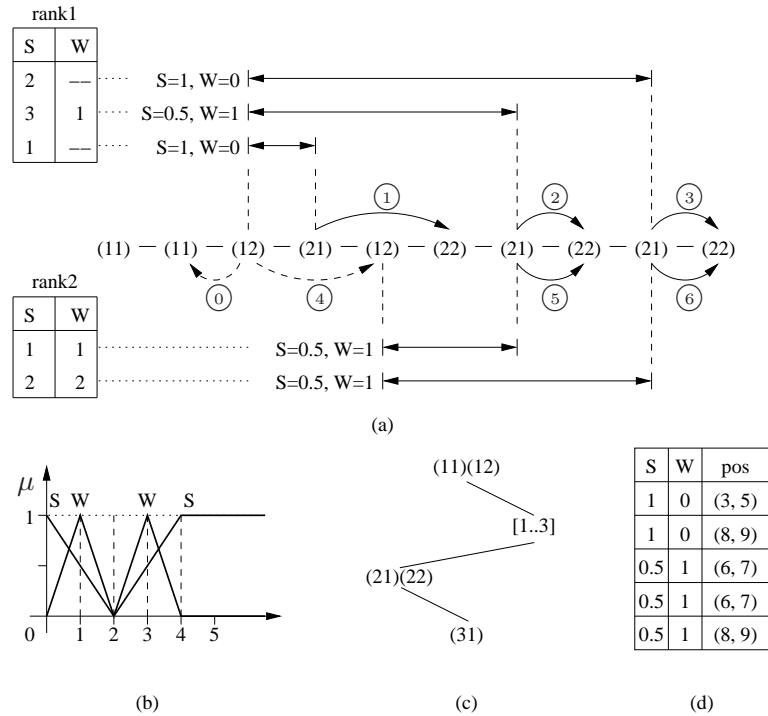 rank1
S W
2 -- S=1, W=0
3 1 S=0.5, W=1
1 -- S=1, W=0
1 2 3
(11) — (11) — (12) — (21) — (12) — (22) — (21) — (22) — (21) — (22)
0 4 5 6
rank2
S W
1 1 S=0.5, W=1
2 2 S=0.5, W=1
(a)
μ
S W W S
1
0 1 2 3 4 5
(b)
(11)(12)
[1..3]
(21)(22)
(31)
(c)
S W pos
1 0 (3, 5)
1 0 (8, 9)
0.5 1 (6, 7)
0.5 1 (6, 7)
0.5 1 (8, 9)
(d)